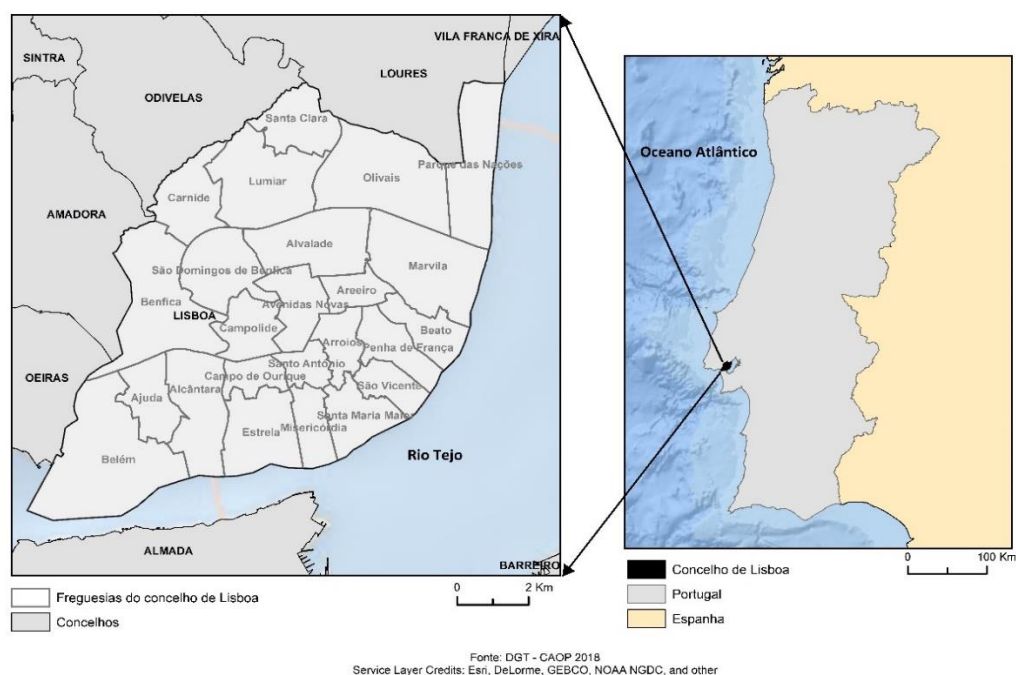 VILA FRANCA DE XIRA
SINTRA
LOURES
ODIVELAS
Santa Clara
Parque das Nações
Lumiar
Olivais
Carnide
AMADORA
Alvalade
Marvila
São Domingos de Benfica
Areeiro
Benfica
Avenidas Novas
LISBOA
Campolide
Beato
Arroios
Penha de França
Santo António
OEIRAS
Campo de Ourique
Alcântara
São Vicente
Ajuda
Santa Maria Maior
Misericórdia
Estrela
Belém
Rio Tejo
ALMADA
BARREIRO
0 2 Km
Freguesias do concelho de Lisboa
Concelhos
Oceano Atlântico
0 100 Km
Concelho de Lisboa
Portugal
Espanha
Fonte: DGT - CAOP 2018
Service Layer Credits: Esri, DeLorme, GEBCO, NOAA NGDC, and other